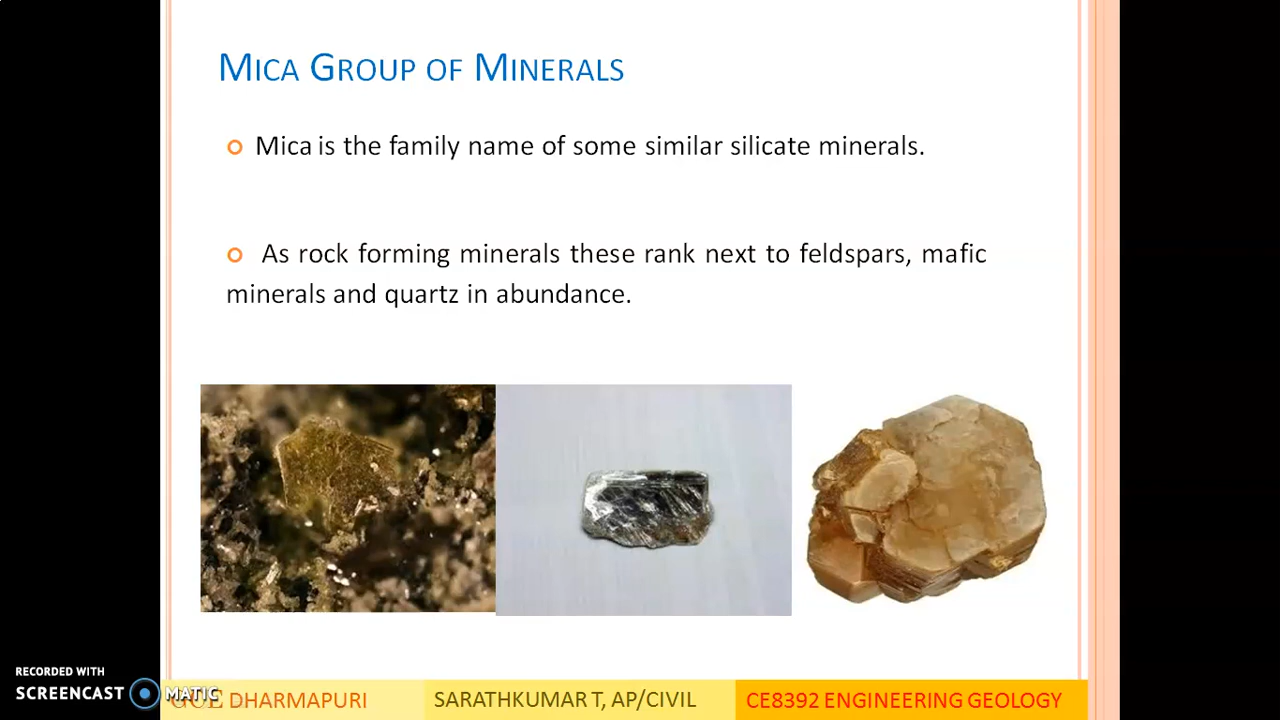 MICA GROUP OF MINERALS
Mica is the family name of some similar silicate minerals.
As rock forming minerals these rank next to feldspars, mafic
minerals and quartz in abundance.
RECORDED WITH
SCREENCAST MATIC
DHARMAPURI
SARATHKUMAR T, AP/CIVIL
CE8392 ENGINEERING GEOLOGY